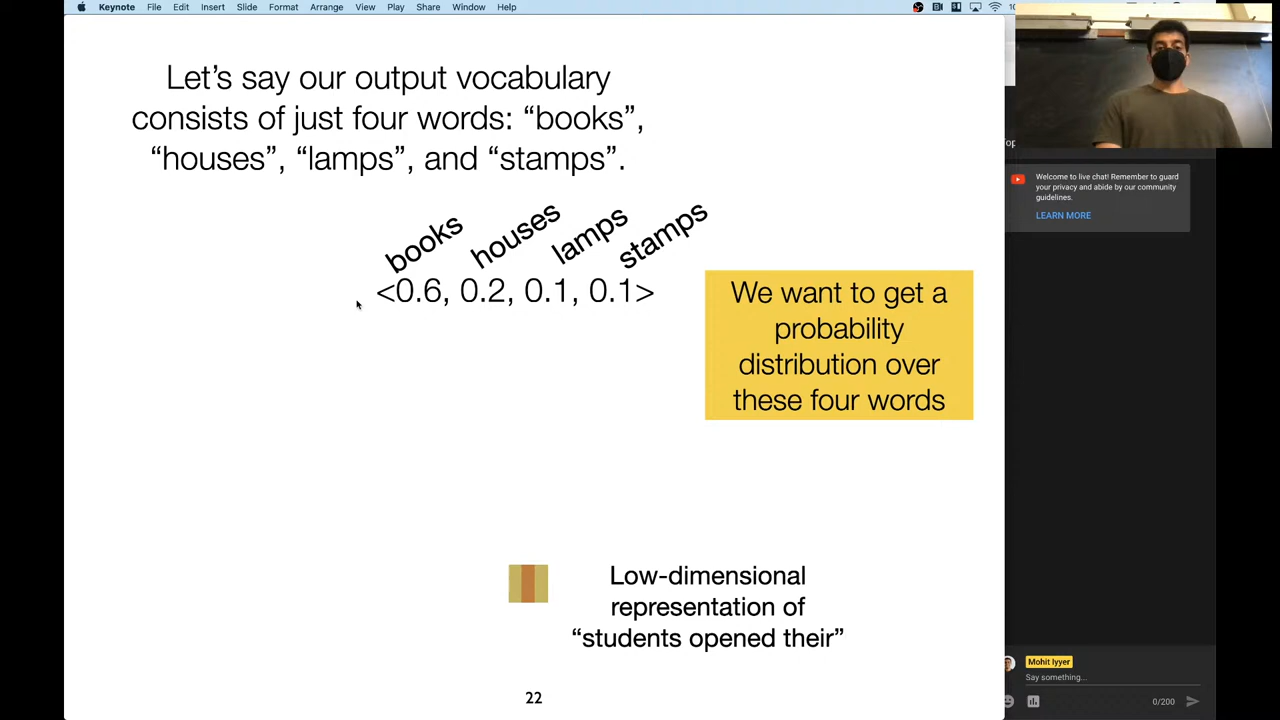 Keynote File Edit Insert Slide Format Arrange View Play Share Window Help
Let's say our output vocabulary
consists of just four words: “books”,
“houses”, “lamps”, and “stamps”.
books houses lamps stamps
<0.6, 0.2, 0.1, 0.1>
We want to get a
probability
distribution over
these four words
Low-dimensional
representation of
“students opened their”
22
Welcome to live chat! Remember to guard
your privacy and abide by our community
guidelines.
LEARN MORE
Mohit Iyyer
Say something...
0/200